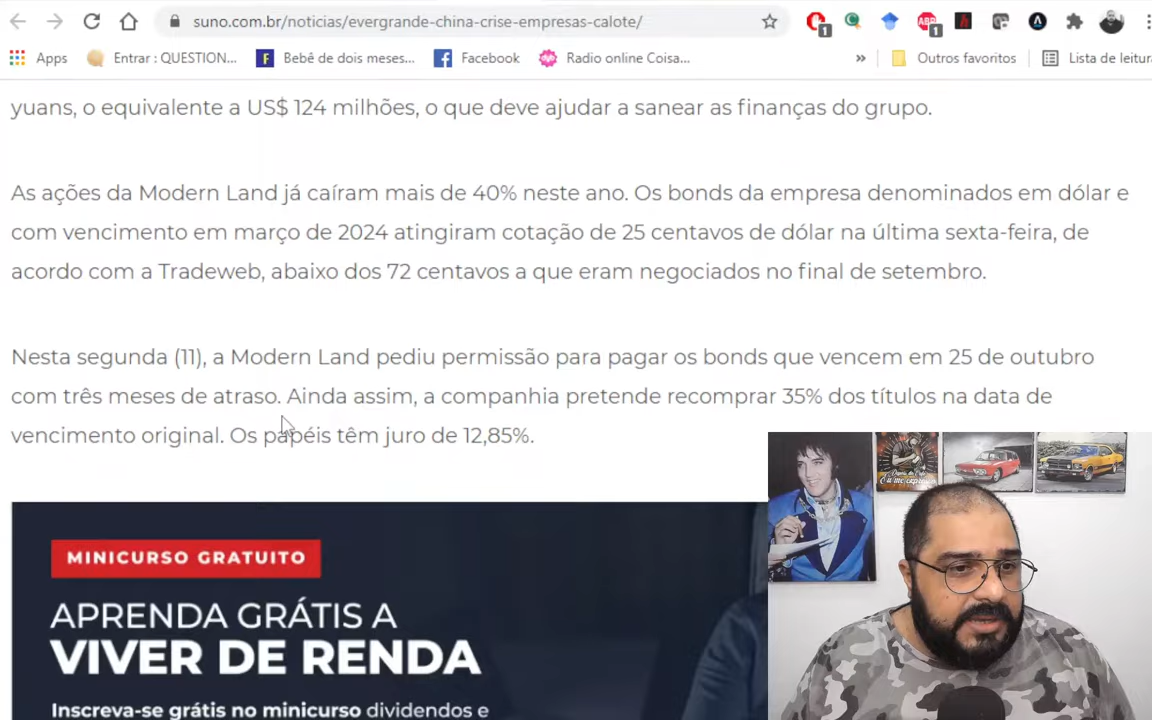 suno.com.br/noticias/evergrande-china-crise-empresas-calote/
Apps Entrar : QUESTION... Bebê de dois meses... Facebook Radio online Coisa... » Outros favoritos Lista de leitura
yuans, o equivalente a US$ 124 milhões, o que deve ajudar a sanear as finanças do grupo.
As ações da Modern Land já caíram mais de 40% neste ano. Os bonds da empresa denominados em dólar e
com vencimento em março de 2024 atingiram cotação de 25 centavos de dólar na última sexta-feira, de
acordo com a Tradeweb, abaixo dos 72 centavos a que eram negociados no final de setembro.
Nesta segunda (11), a Modern Land pediu permissão para pagar os bonds que vencem em 25 de outubro
com três meses de atraso. Ainda assim, a companhia pretende recomprar 35% dos títulos na data de
vencimento original. Os papéis têm juro de 12,85%.
MINICURSO GRATUITO
APRENDA GRÁTIS A
VIVER DE RENDA
Inscreva-se grátis no minicurso dividendos e